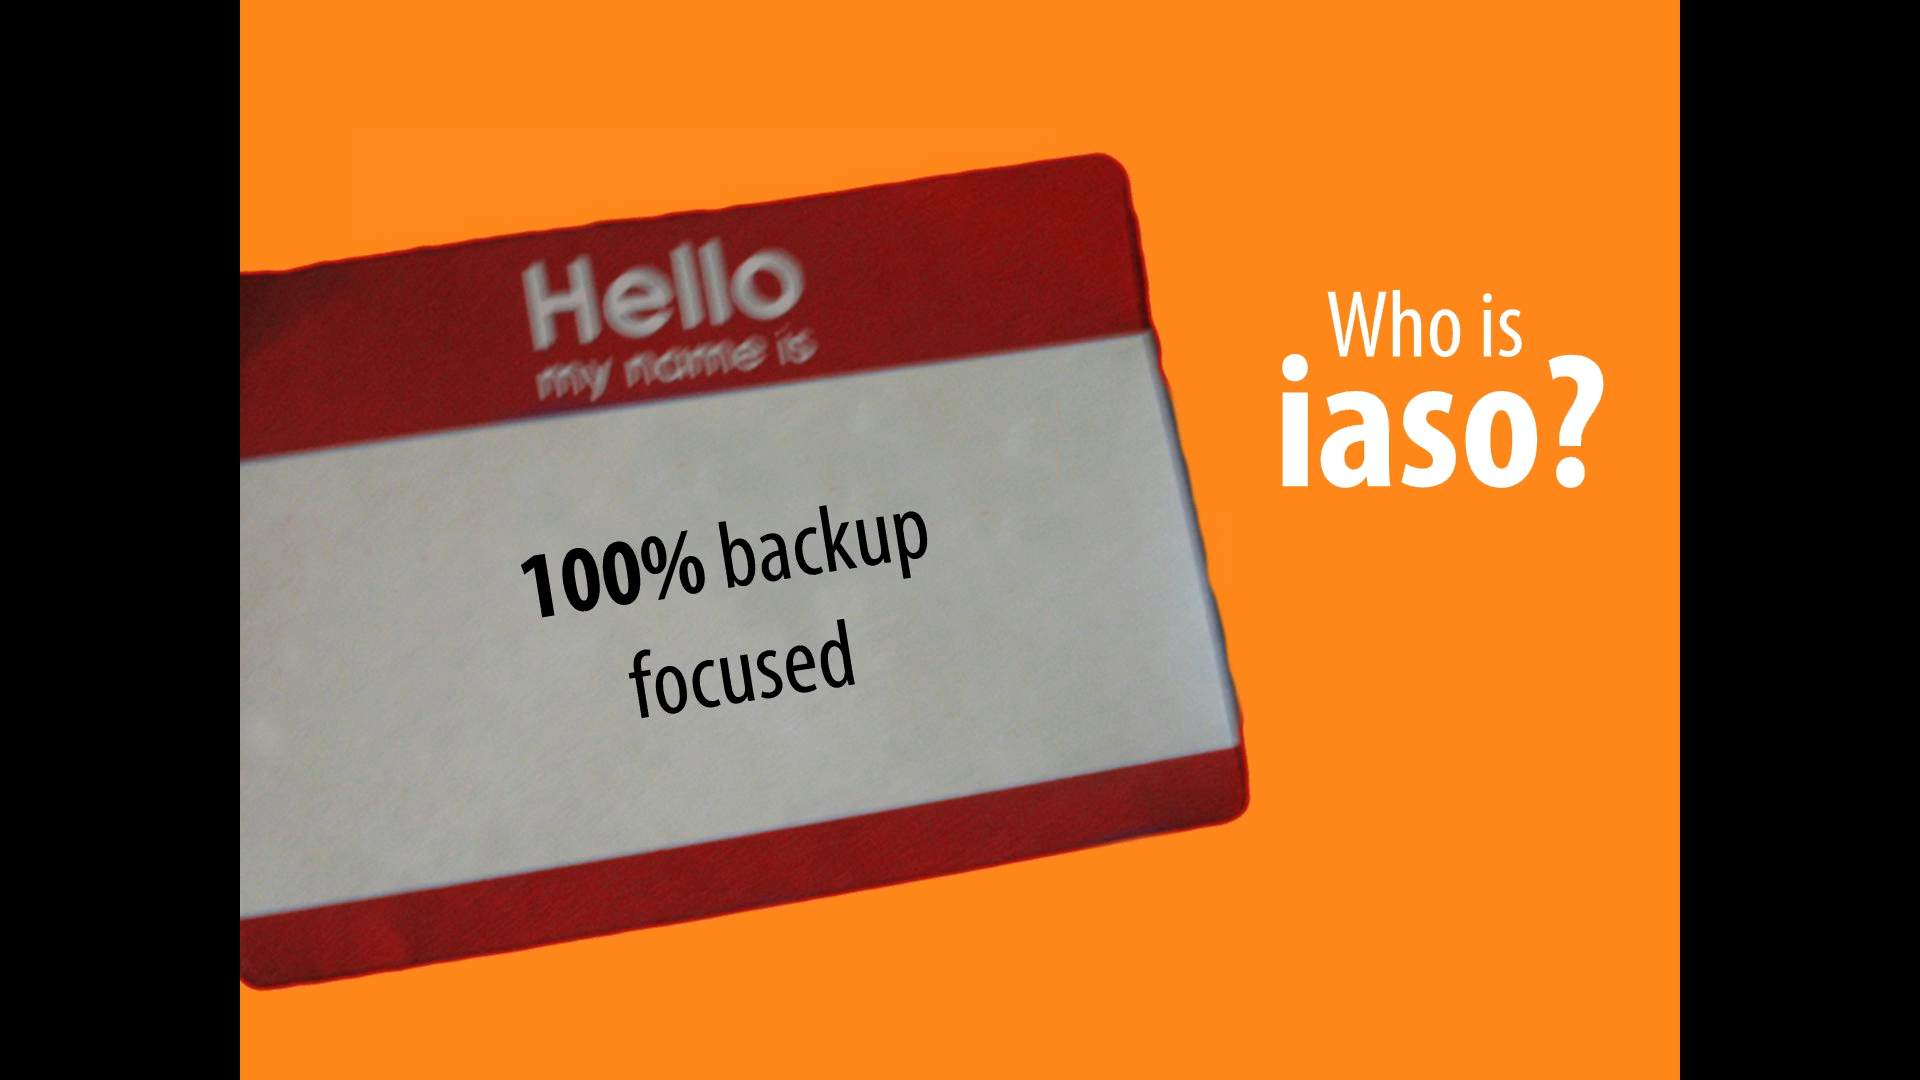 Hello
my name is
100% backup
focused
Who is
iaso?